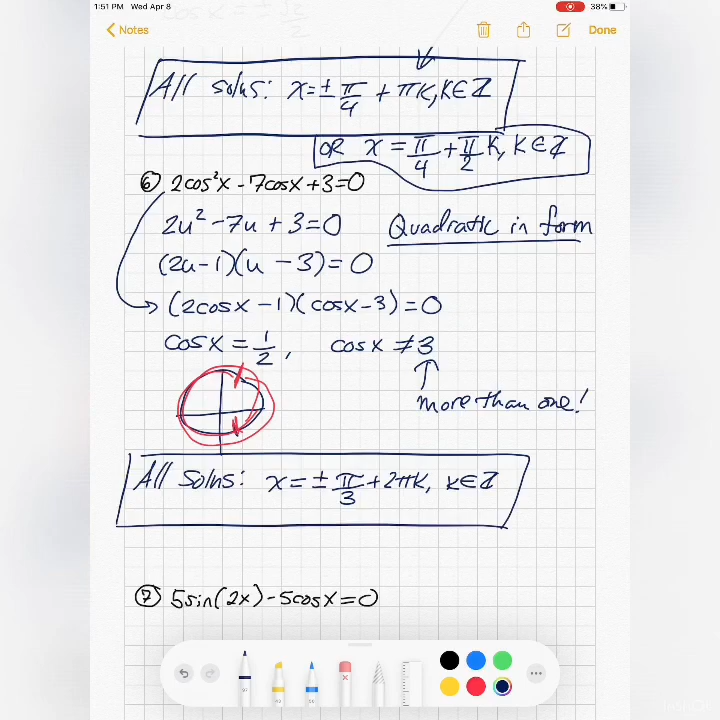 1:51 PM Wed Apr 8
38%
Notes
Done
All solns: x = ± π/4 + πk, k∈ℤ
OR x = π/4 + π/2 k, k∈ℤ
⑥ 2cos²x - 7cosx + 3 = 0
2u² - 7u + 3 = 0 Quadratic in form
(2u-1)(u - 3) = 0
(2cosx - 1)(cosx - 3) = 0
cosx = 1/2, cosx ≠ 3
more than one!
All solns: x = ± π/3 + 2πk, k∈ℤ
⑦ 5sin(2x) - 5cosx = 0